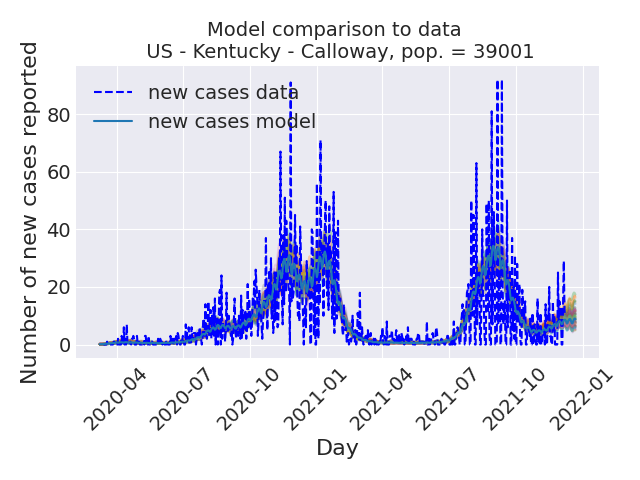 Model comparison to data
US - Kentucky - Calloway, pop. = 39001
Number of new cases reported
new cases data
new cases model
80
60
40
20
0
2020-04
2020-07
2020-10
2021-01
2021-04
2021-07
2021-10
2022-01
Day